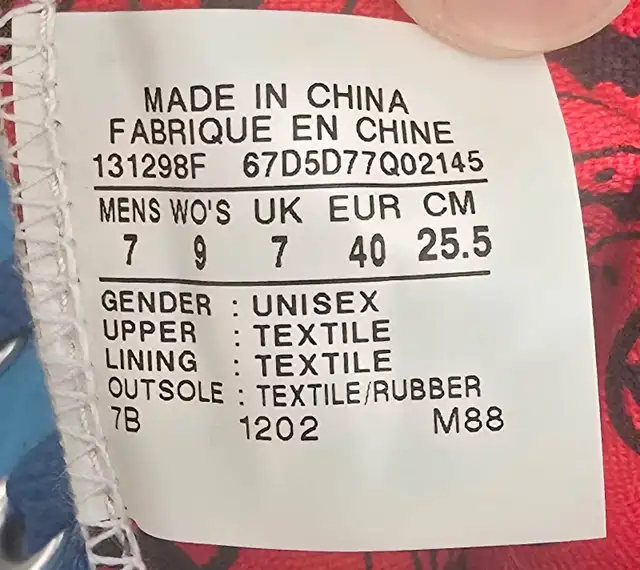 MADE IN CHINA
FABRIQUE EN CHINE
131298F 67D5D77Q02145
MENS WO'S UK EUR CM
7 9 7 40 25.5
GENDER : UNISEX
UPPER : TEXTILE
LINING : TEXTILE
OUTSOLE : TEXTILE/RUBBER
7B 1202 M88